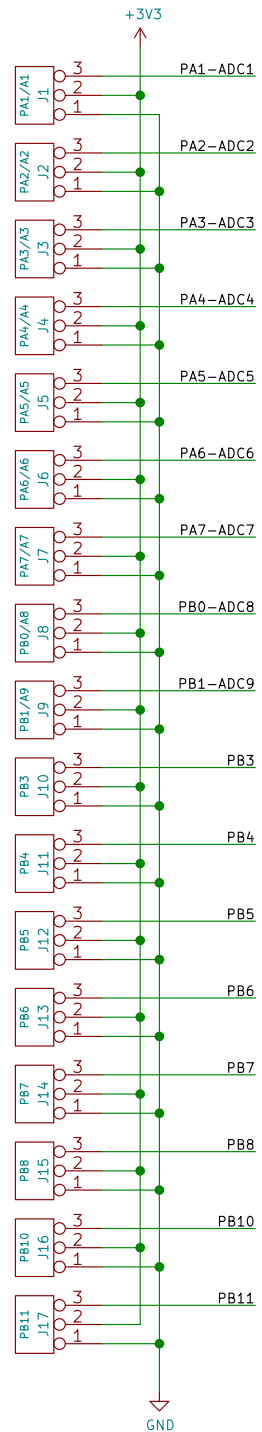 +3V3
PA1/A1 J1 3 PA1-ADC1
2
1
PA2/A2 J2 3 PA2-ADC2
2
1
PA3/A3 J3 3 PA3-ADC3
2
1
PA4/A4 J4 3 PA4-ADC4
2
1
PA5/A5 J5 3 PA5-ADC5
2
1
PA6/A6 J6 3 PA6-ADC6
2
1
PA7/A7 J7 3 PA7-ADC7
2
1
PB0/A8 J8 3 PB0-ADC8
2
1
PB1/A9 J9 3 PB1-ADC9
2
1
PB3 J10 3 PB3
2
1
PB4 J11 3 PB4
2
1
PB5 J12 3 PB5
2
1
PB6 J13 3 PB6
2
1
PB7 J14 3 PB7
2
1
PB8 J15 3 PB8
2
1
PB10 J16 3 PB10
2
1
PB11 J17 3 PB11
2
1
GND